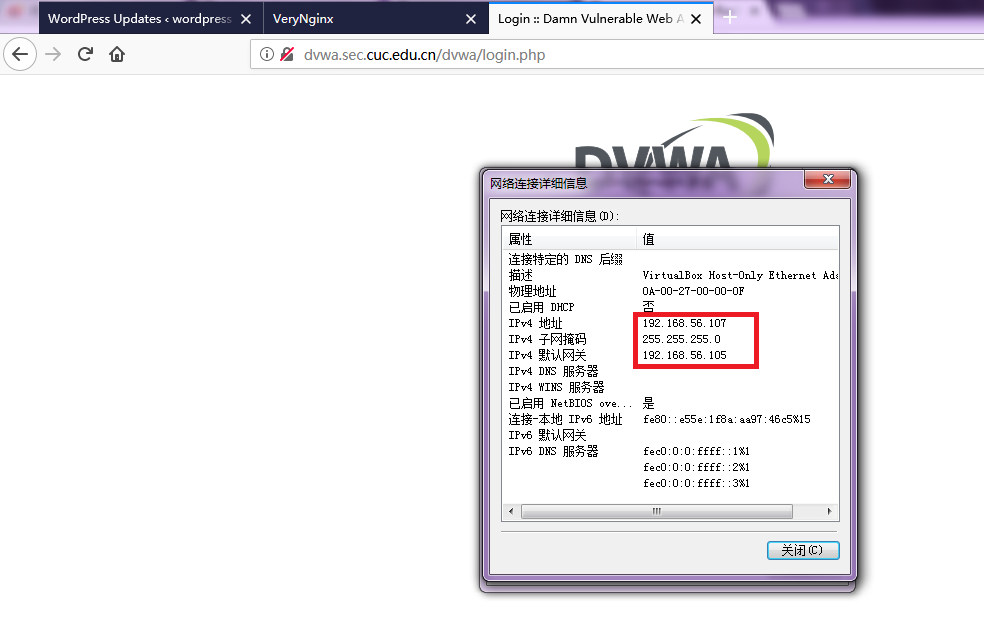 WordPress Updates ‹ wordpress
VeryNginx
Login :: Damn Vulnerable Web A
dvwa.sec.cuc.edu.cn/dvwa/login.php
DVWA
网络连接详细信息
网络连接详细信息(D):
属性 值
连接特定的 DNS 后缀
描述 VirtualBox Host-Only Ethernet Ada
物理地址 0A-00-27-00-00-0F
已启用 DHCP 否
IPv4 地址 192.168.56.107
IPv4 子网掩码 255.255.255.0
IPv4 默认网关 192.168.56.105
IPv4 DNS 服务器
IPv4 WINS 服务器
已启用 NetBIOS ove... 是
连接-本地 IPv6 地址 fe80::e55e:1f8a:aa97:46c5%15
IPv6 默认网关
IPv6 DNS 服务器 fec0:0:0:ffff::1%1
fec0:0:0:ffff::2%1
fec0:0:0:ffff::3%1
关闭(C)